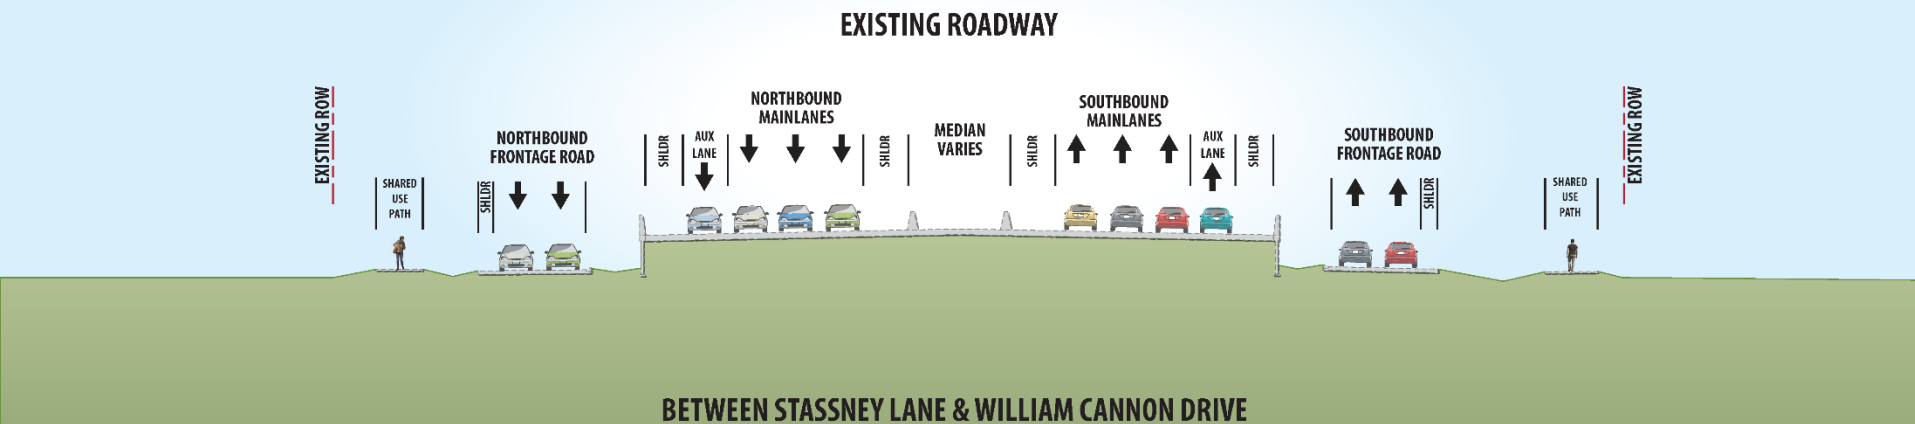 EXISTING ROADWAY
EXISTING ROW
SHARED
USE
PATH
NORTHBOUND
FRONTAGE ROAD
SHLDR
SHLDR
AUX
LANE
NORTHBOUND
MAINLANES
SHLDR
MEDIAN
VARIES
SHLDR
SOUTHBOUND
MAINLANES
AUX
LANE
SHLDR
SOUTHBOUND
FRONTAGE ROAD
SHLDR
SHARED
USE
PATH
EXISTING ROW
BETWEEN STASSNEY LANE & WILLIAM CANNON DRIVE